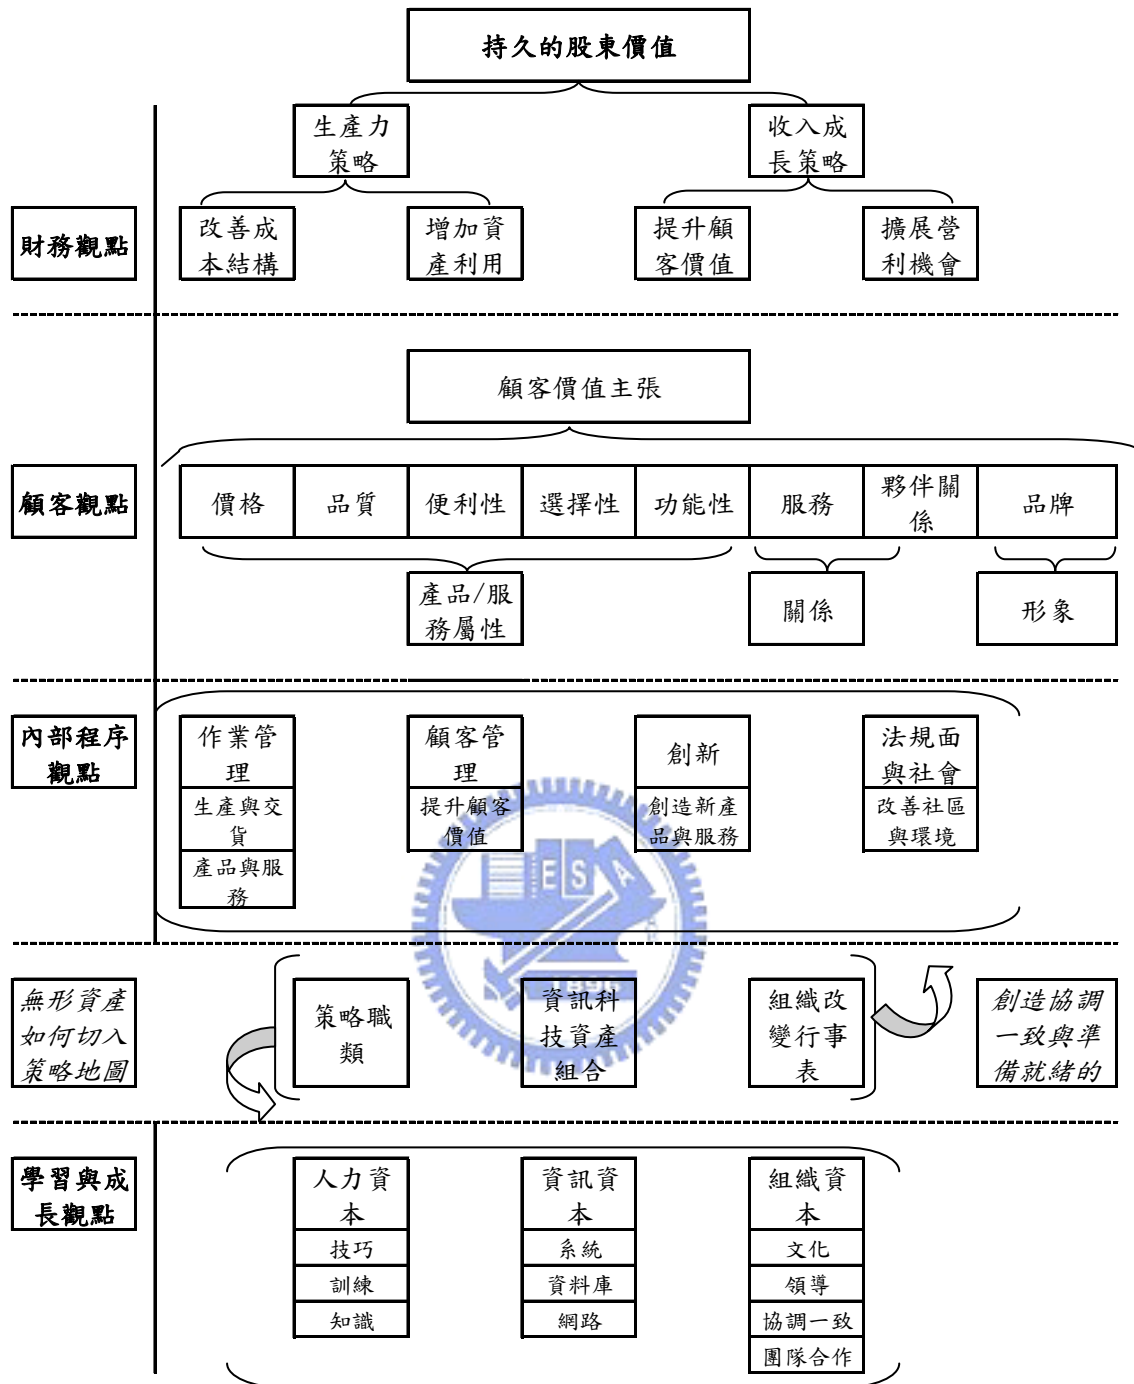 持久的股東價值
生產力
策略
收入成
長策略
財務觀點
改善成
本結構
增加資
產利用
提升顧
客價值
擴展營
利機會
顧客價值主張
顧客觀點
價格
品質
便利性
選擇性
功能性
服務
夥伴關
係
品牌
產品/服
務屬性
關係
形象
內部程序
觀點
作業管
理
生產與交
貨
產品與服
務
顧客管
理
提升顧客
價值
創新
創造新產
品與服務
法規面
與社會
改善社區
與環境
ESA
1896
無形資產
如何切入
策略地圖
策略職
類
資訊科
技資產
組合
組織改
變行事
表
創造協調
一致與準
備就緒的
學習與成
長觀點
人力資
本
技巧
訓練
知識
資訊資
本
系統
資料庫
網路
組織資
本
文化
領導
協調一致
團隊合作